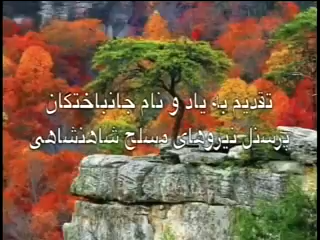 تقدیم به یاد و نام جانباختگان
پرسنل نیروهای مسلح شاهنشاهی